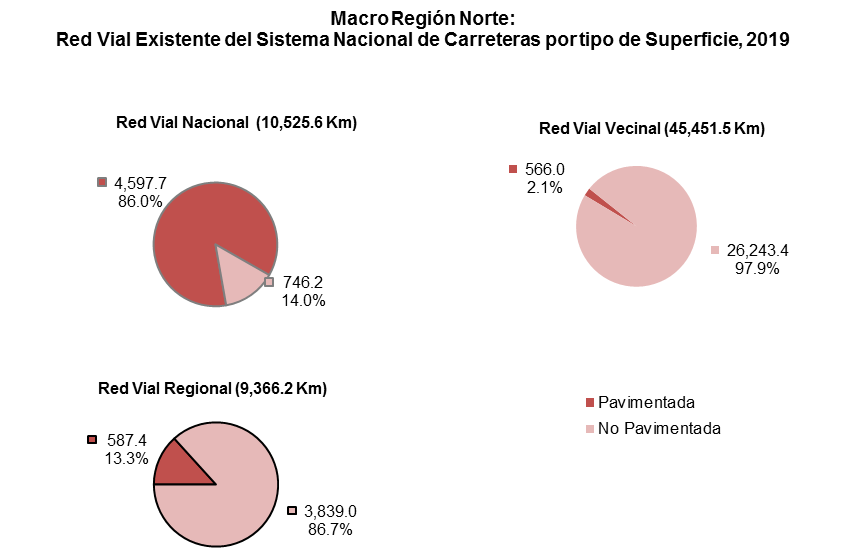 Macro Región Norte:
Red Vial Existente del Sistema Nacional de Carreteras por tipo de Superficie, 2019
Red Vial Nacional (10,525.6 Km)
4,597.7
86.0%
746.2
14.0%
Red Vial Vecinal (45,451.5 Km)
566.0
2.1%
26,243.4
97.9%
Red Vial Regional (9,366.2 Km)
587.4
13.3%
3,839.0
86.7%
Pavimentada
No Pavimentada